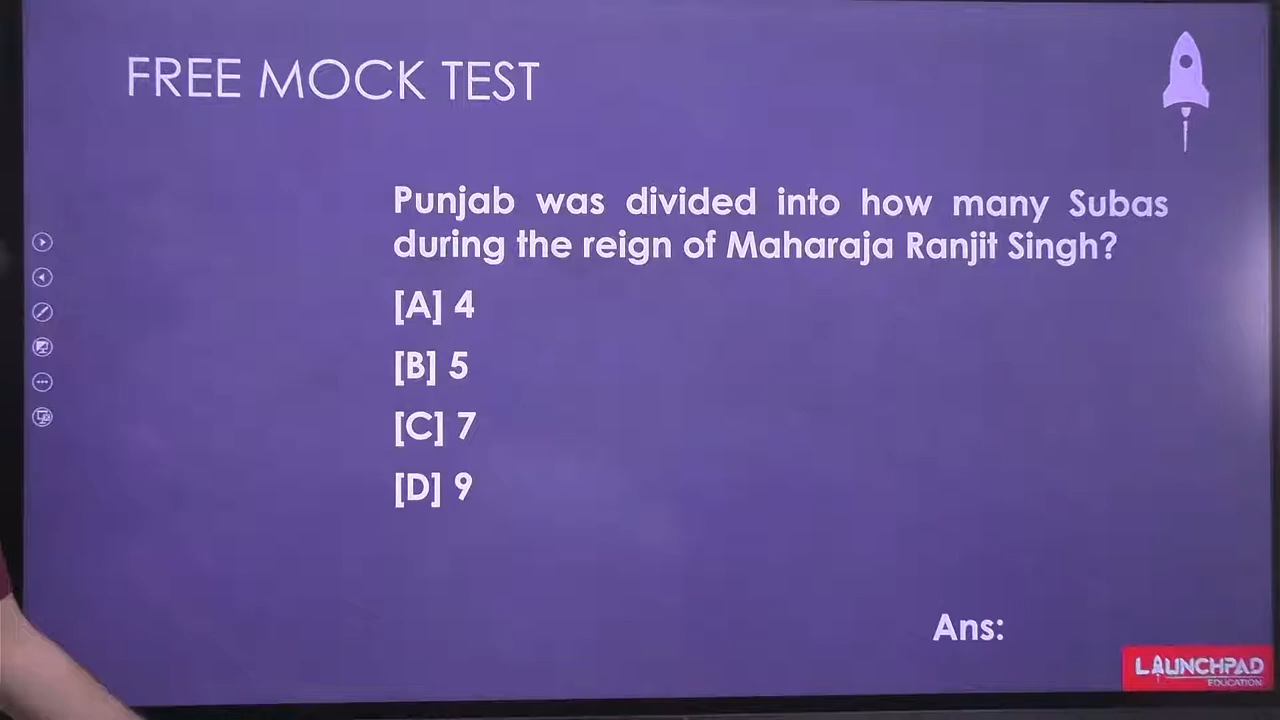 FREE MOCK TEST
Punjab was divided into how many Subas
during the reign of Maharaja Ranjit Singh?
[A] 4
[B] 5
[C] 7
[D] 9
Ans:
LAUNCHPAD
EDUCATION